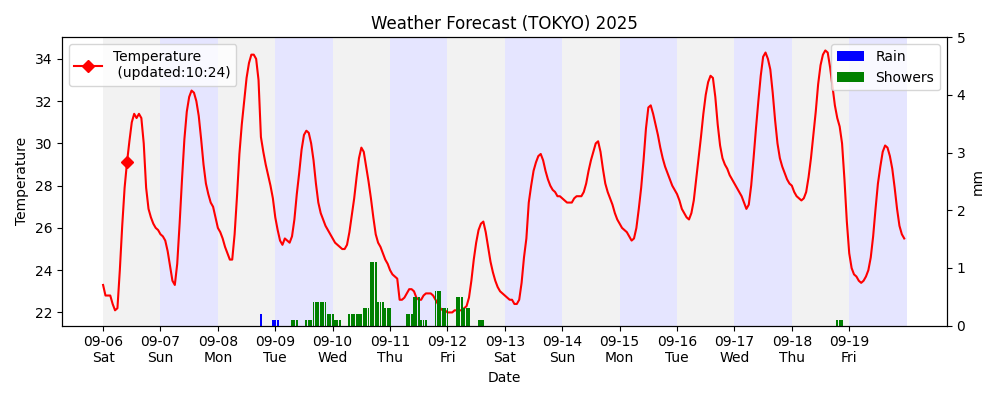 Weather Forecast (TOKYO) 2025
Temperature
(updated:10:24)
Rain
Showers
34
32
30
28
26
24
22
Temperature
5
4
3
2
1
0
mm
09-06 09-07 09-08 09-09 09-10 09-11 09-12 09-13 09-14 09-15 09-16 09-17 09-18 09-19
Sat Sun Mon Tue Wed Thu Fri Sat Sun Mon Tue Wed Thu Fri
Date